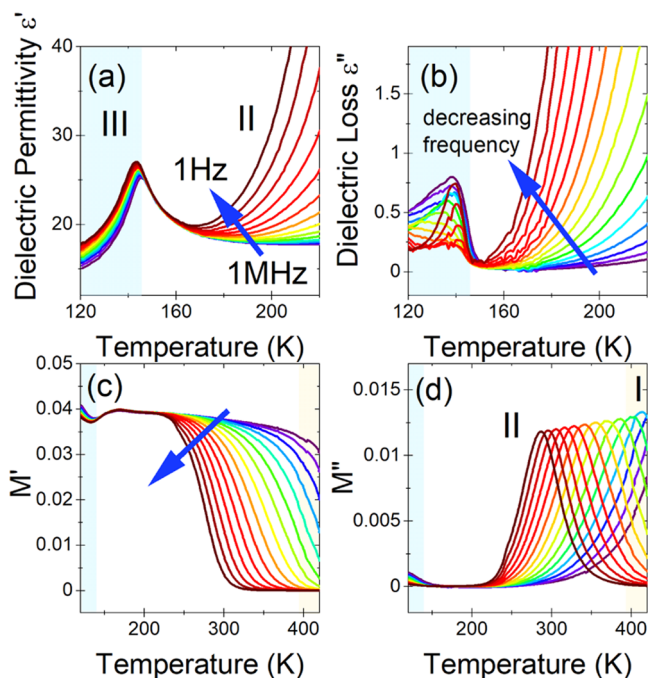 Dielectric Permittivity ε'
40
30
20
(a)
III
II
1Hz
1MHz
120
160
200
Temperature (K)
Dielectric Loss ε"
1.5
1
0.5
0
(b)
decreasing
frequency
120
160
200
Temperature (K)
M'
0.05
0.04
0.03
0.02
0.01
0
(c)
200
300
400
Temperature (K)
M"
0.015
0.01
0.005
0
(d)
I
II
200
300
400
Temperature (K)